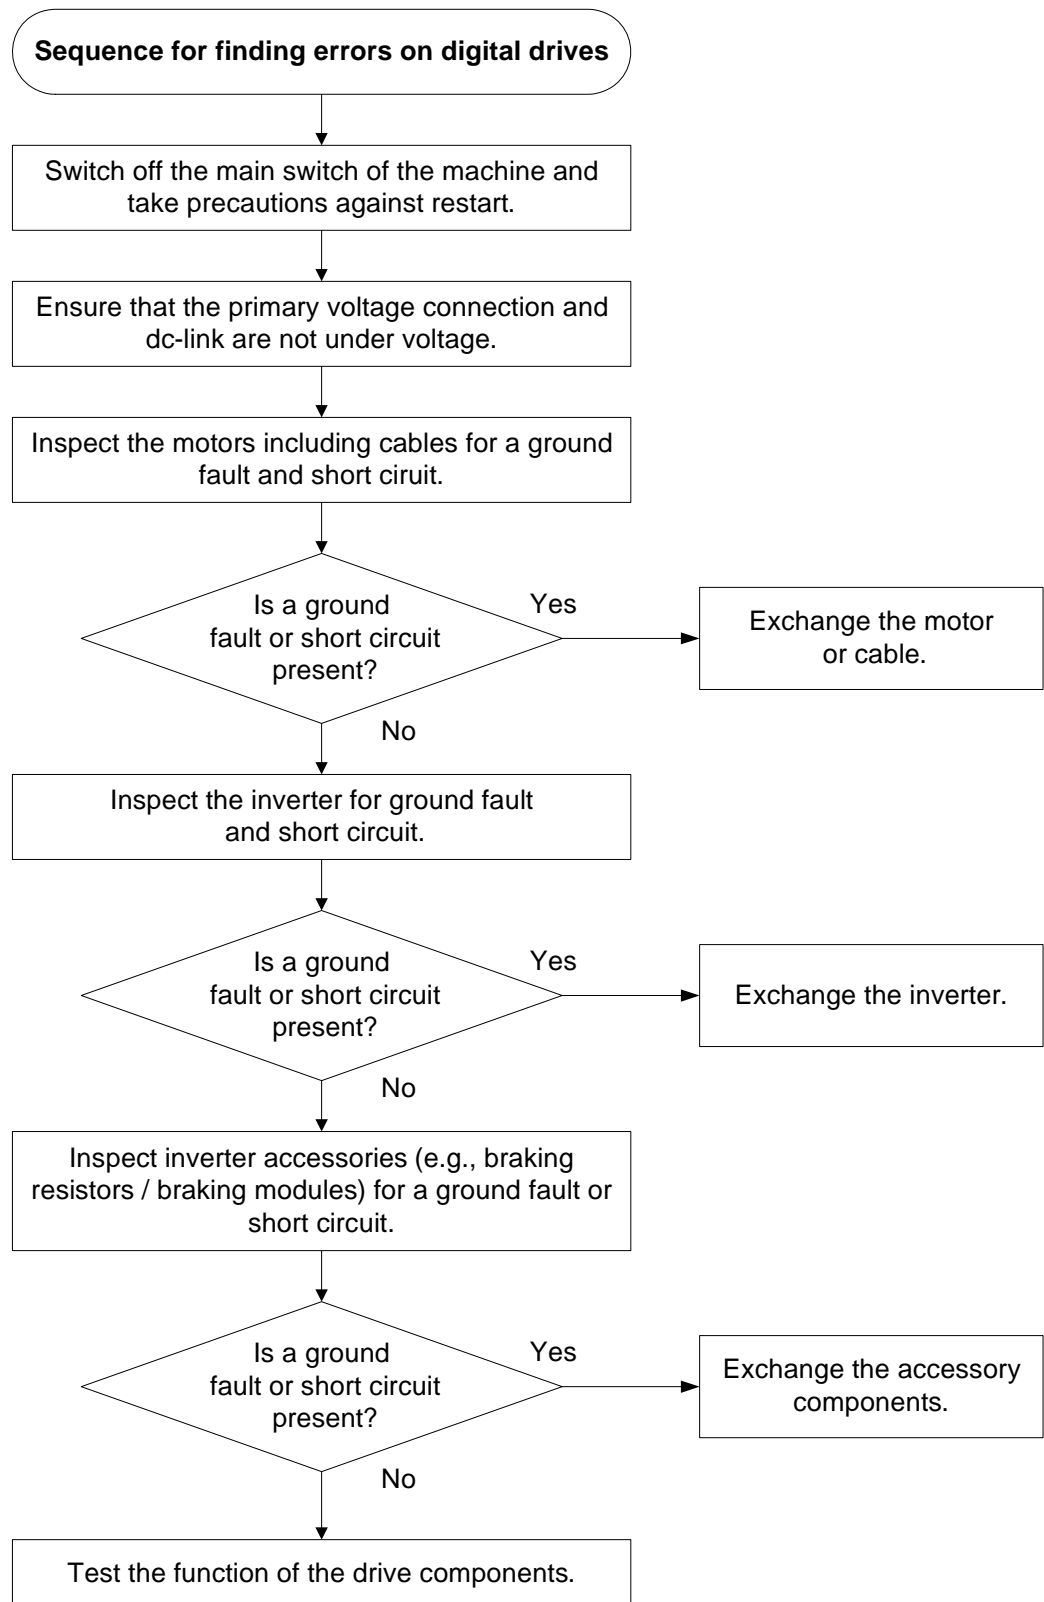 Sequence for finding errors on digital drives
Switch off the main switch of the machine and
take precautions against restart.
Ensure that the primary voltage connection and
dc-link are not under voltage.
Inspect the motors including cables for a ground
fault and short ciruit.
Is a ground
fault or short circuit
present?
Yes
Exchange the motor
or cable.
No
Inspect the inverter for ground fault
and short circuit.
Is a ground
fault or short circuit
present?
Yes
Exchange the inverter.
No
Inspect inverter accessories (e.g., braking
resistors / braking modules) for a ground fault or
short circuit.
Is a ground
fault or short circuit
present?
Yes
Exchange the accessory
components.
No
Test the function of the drive components.